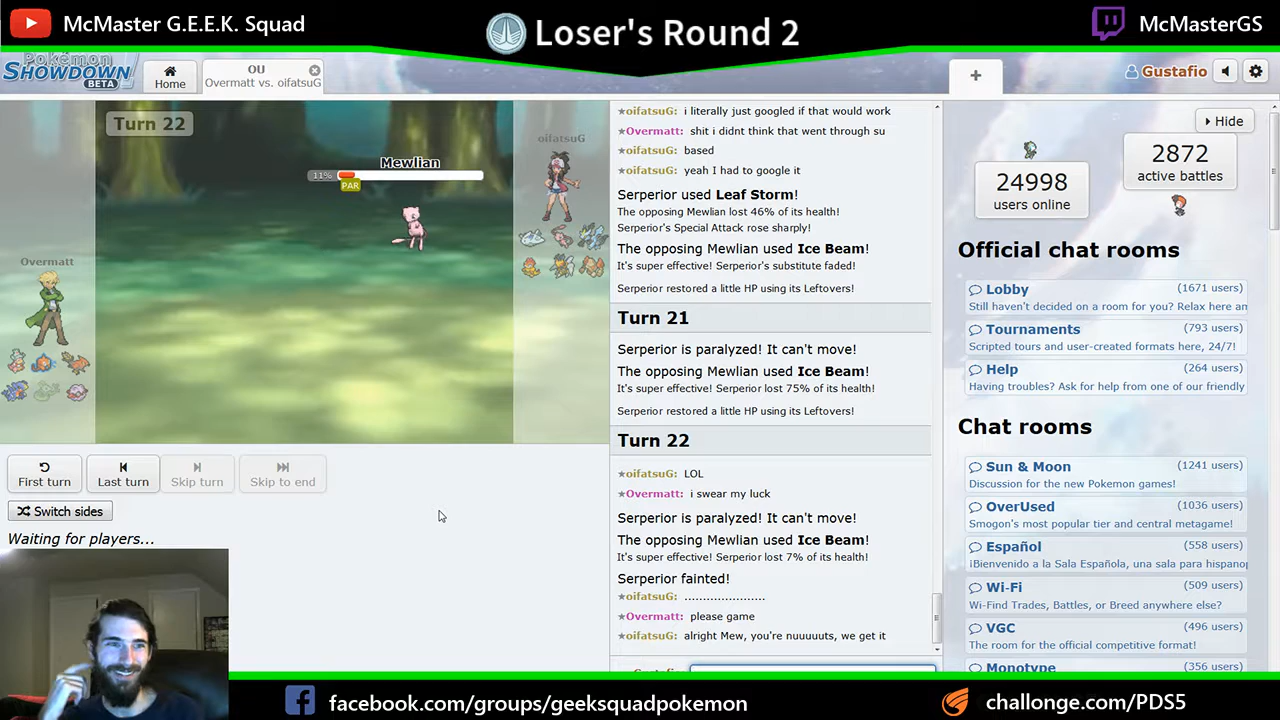 McMaster G.E.E.K. Squad
Loser's Round 2
McMasterGS
Pokémon
SHOWDOWN
BETA
Home
OU
Overmatt vs. oifatsuG
+
Gustafio
Turn 22
Mewlian
11%
PAR
oifatsuG
Overmatt
First turn
Last turn
Skip turn
Skip to end
Switch sides
Waiting for players...
★oifatsuG: i literally just googled if that would work
★Overmatt: shit i didnt think that went through su
★oifatsuG: based
★oifatsuG: yeah I had to google it
Serperior used Leaf Storm!
The opposing Mewlian lost 46% of its health!
Serperior's Special Attack rose sharply!
The opposing Mewlian used Ice Beam!
It's super effective! Serperior's substitute faded!
Serperior restored a little HP using its Leftovers!
Turn 21
Serperior is paralyzed! It can't move!
The opposing Mewlian used Ice Beam!
It's super effective! Serperior lost 75% of its health!
Serperior restored a little HP using its Leftovers!
Turn 22
★oifatsuG: LOL
★Overmatt: i swear my luck
Serperior is paralyzed! It can't move!
The opposing Mewlian used Ice Beam!
It's super effective! Serperior lost 7% of its health!
Serperior fainted!
★oifatsuG: ......................
★Overmatt: please game
★oifatsuG: alright Mew, you're nuuuuuts, we get it
Hide
24998
users online
2872
active battles
Official chat rooms
Lobby (1671 users)
Still haven't decided on a room for you? Relax here an
Tournaments (793 users)
Scripted tours and user-created formats here, 24/7!
Help (264 users)
Having troubles? Ask for help from one of our friendly
Chat rooms
Sun & Moon (1241 users)
Discussion for the new Pokemon games!
OverUsed (1036 users)
Smogon's most popular tier and central metagame!
Español (558 users)
¡Bienvenido a la Sala Española, una sala para hispano
Wi-Fi (509 users)
Wi-Find Trades, Battles, or Breed anywhere else?
VGC (496 users)
The room for the official competitive format!
Monotype (356 users)
facebook.com/groups/geeksquadpokemon
challonge.com/PDS5